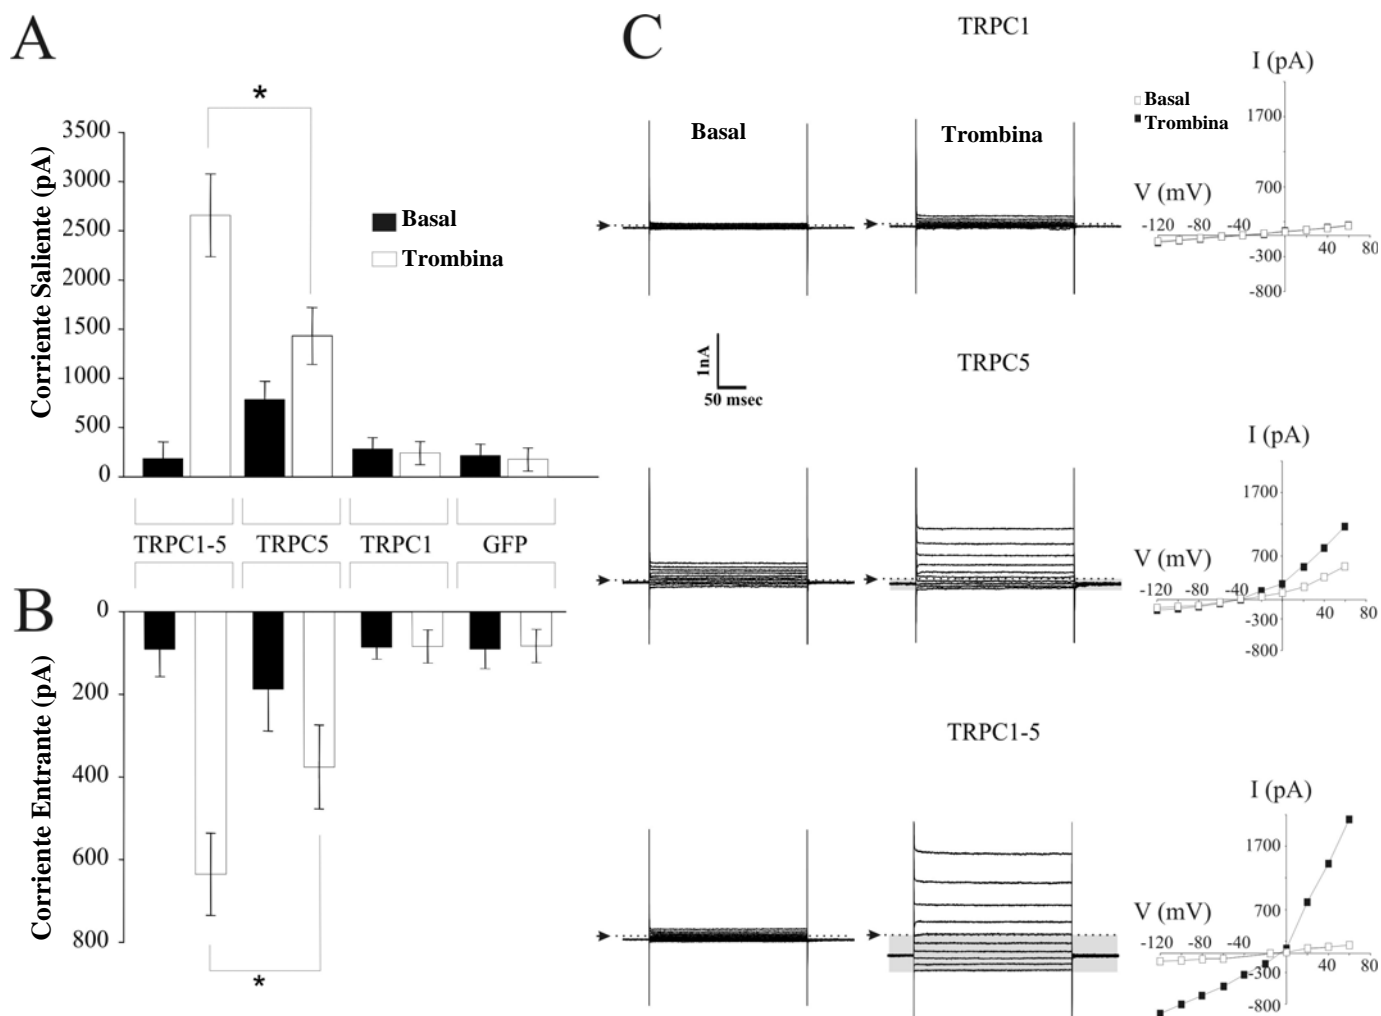 A
*
3500
3000
2500
2000
1500
1000
500
0
Corriente Saliente (pA)
Basal
Trombina
TRPC1-5 TRPC5 TRPC1 GFP
B
0
200
400
600
800
Corriente Entrante (pA)
*
C
TRPC1
Basal
Trombina
I (pA)
Basal
Trombina
1700
700
V (mV)
-120 -80 -40
40 80
-300
-800
1nA
50 msec
TRPC5
I (pA)
1700
700
V (mV)
-120 -80 -40
40 80
-300
-800
TRPC1-5
I (pA)
1700
700
V (mV)
-120 -80 -40
40 80
-300
-800